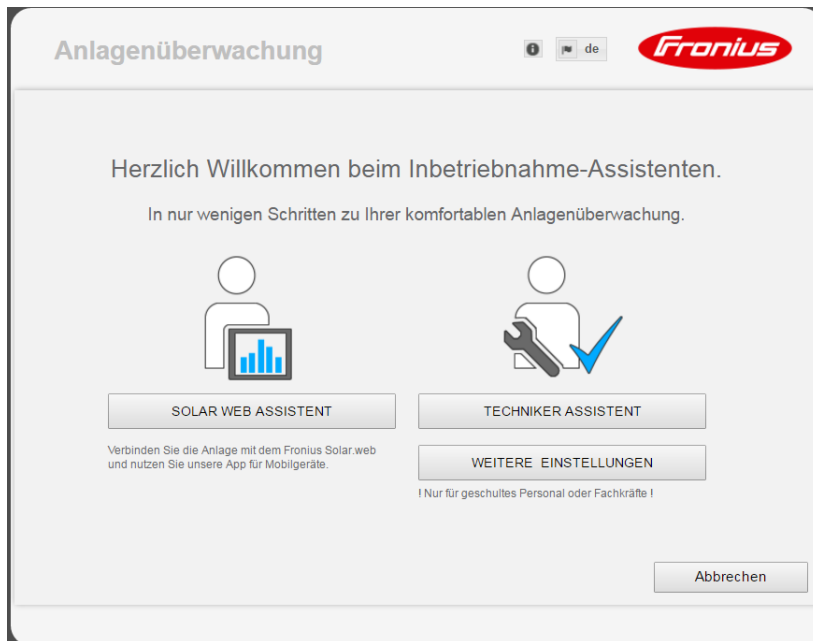 Anlagenüberwachung
de
Fronius
Herzlich Willkommen beim Inbetriebnahme-Assistenten.
In nur wenigen Schritten zu Ihrer komfortablen Anlagenüberwachung.
SOLAR WEB ASSISTENT
Verbinden Sie die Anlage mit dem Fronius Solar.web
und nutzen Sie unsere App für Mobilgeräte.
TECHNIKER ASSISTENT
WEITERE EINSTELLUNGEN
! Nur für geschultes Personal oder Fachkräfte !
Abbrechen